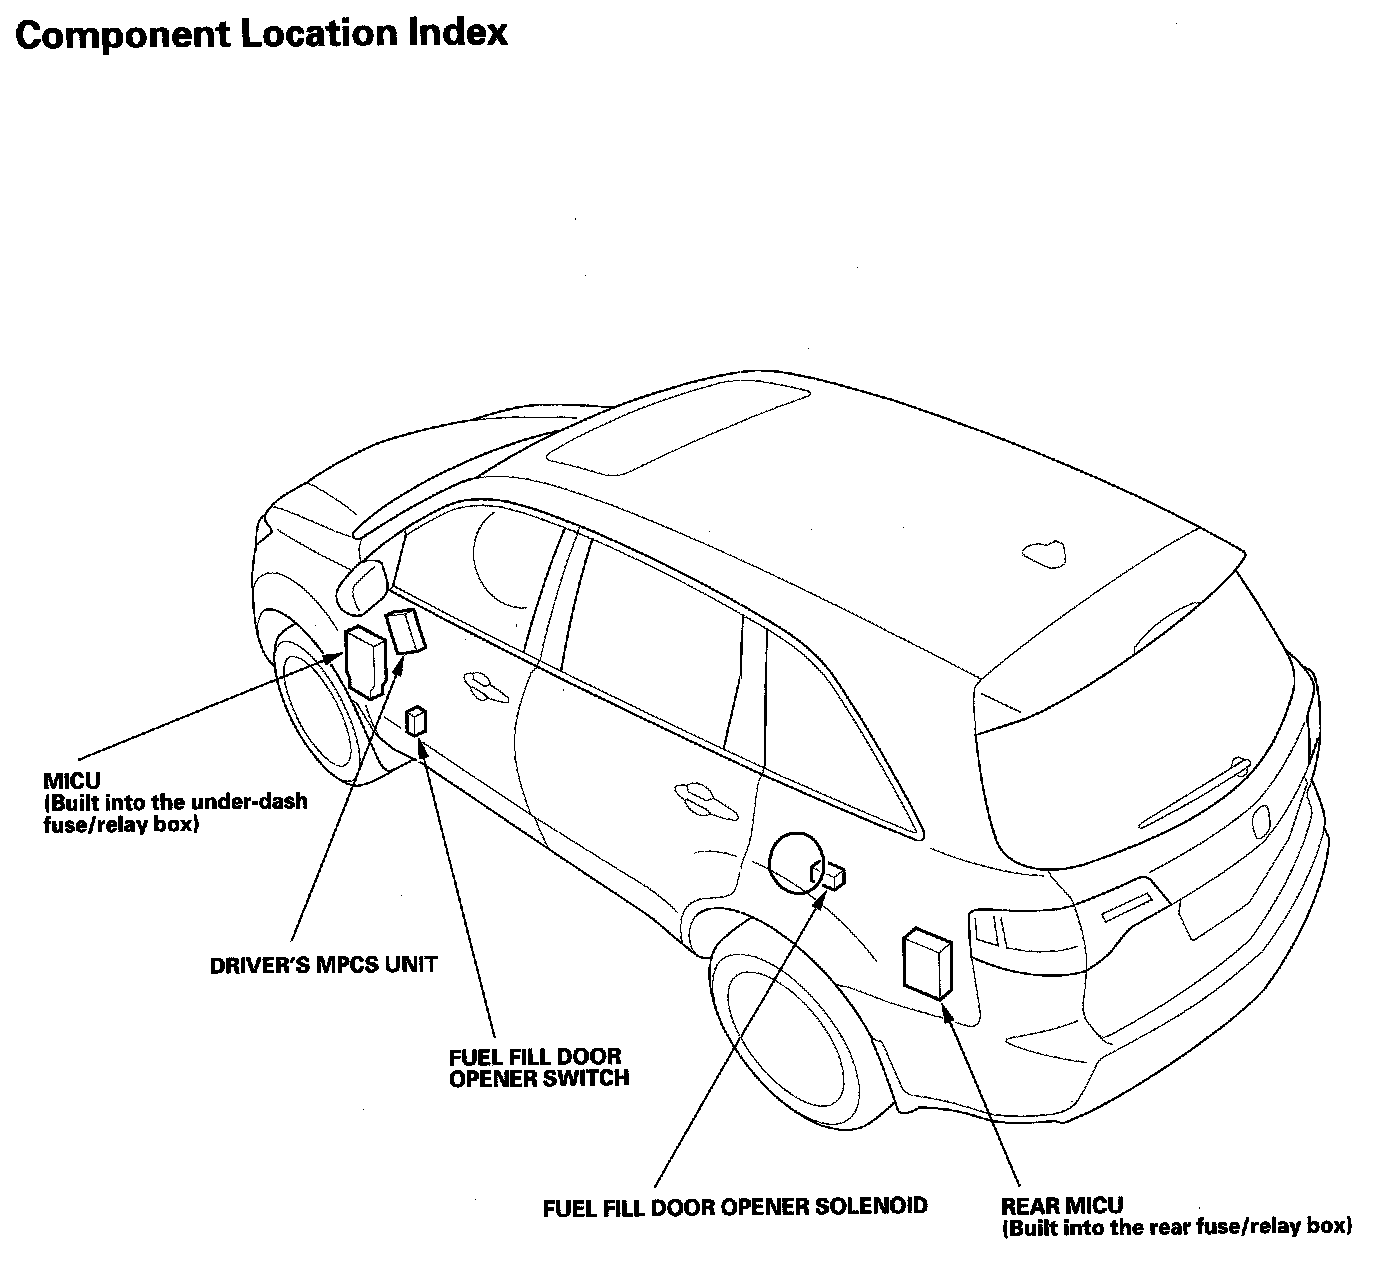 Component Location Index
MICU
(Built into the under-dash
fuse/relay box)
DRIVER'S MPCS UNIT
FUEL FILL DOOR
OPENER SWITCH
FUEL FILL DOOR OPENER SOLENOID
REAR MICU
(Built into the rear fuse/relay box)